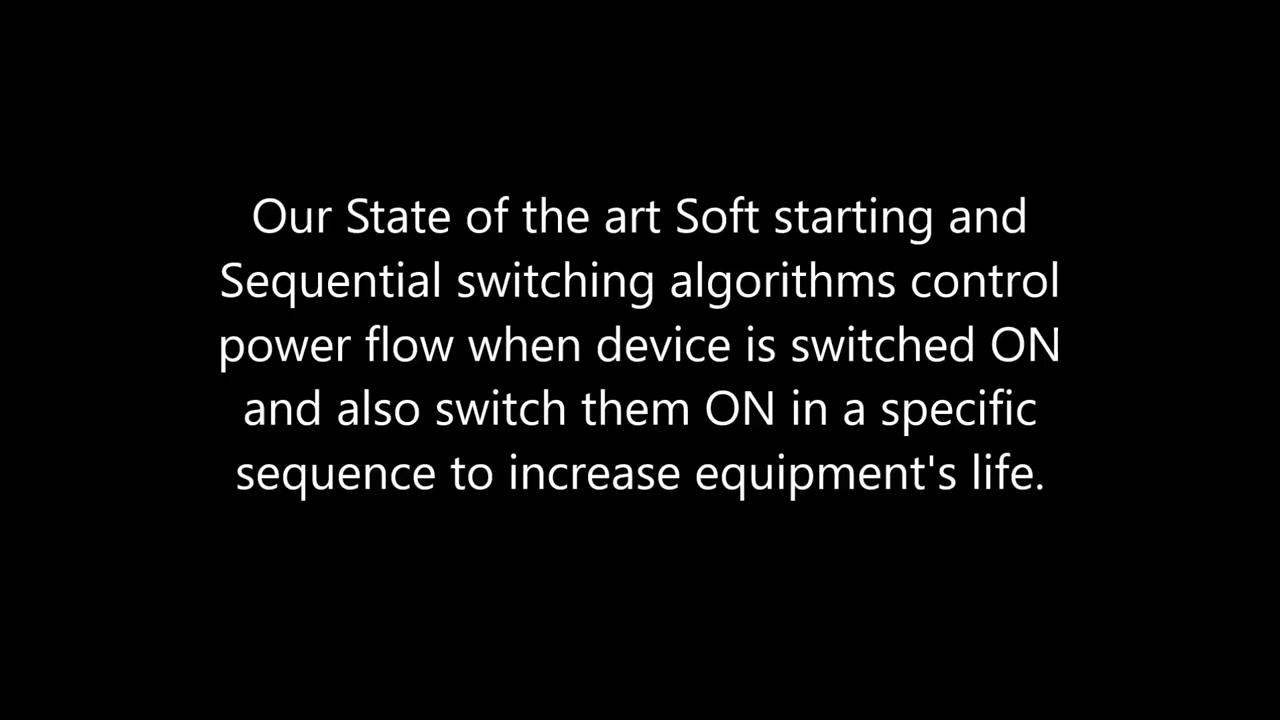 Our State of the art Soft starting and
Sequential switching algorithms control
power flow when device is switched ON
and also switch them ON in a specific
sequence to increase equipment's life.